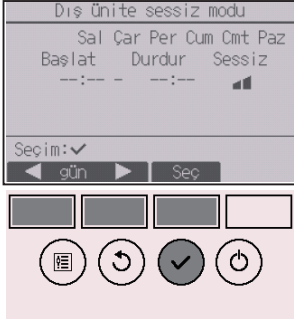 Dış ünite sessiz modu
Sal Çar Per Cum Cmt Paz
Başlat Durdur Sessiz
--:-- - --:--
Seçim:✓
◀ gün ▶ Seç